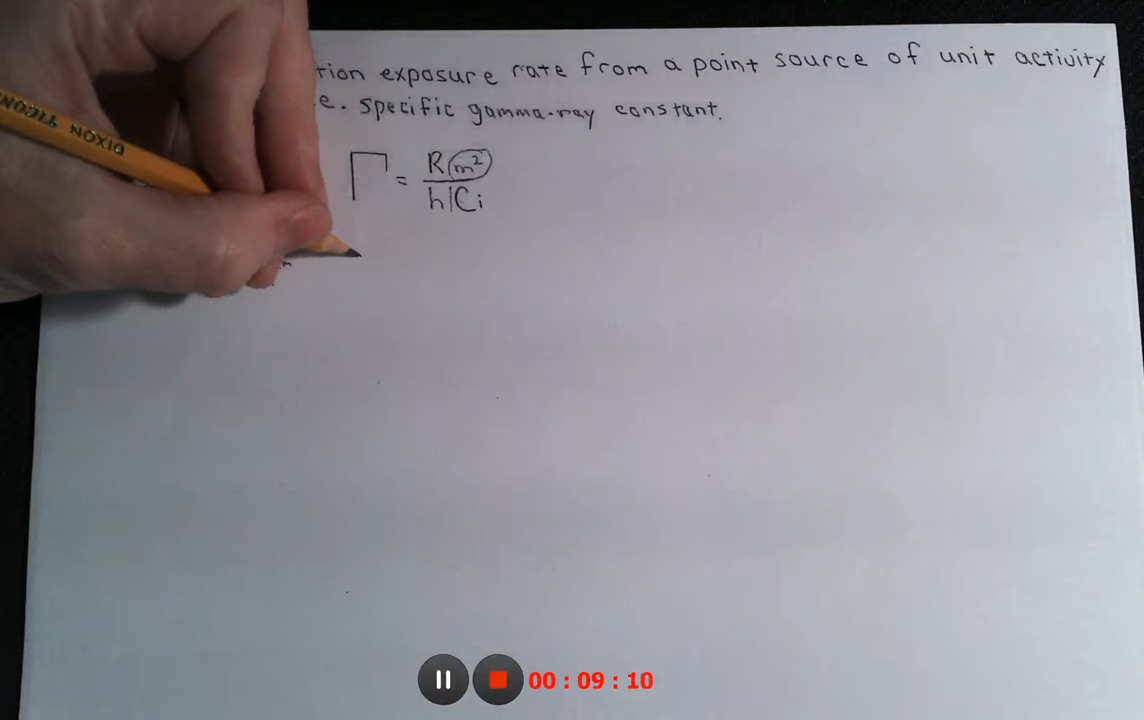 tion exposure rate from a point source of unit activity
e. specific gamma-ray constant.
Γ = R m²
h/Ci
DIXON TICON
00 : 09 : 10